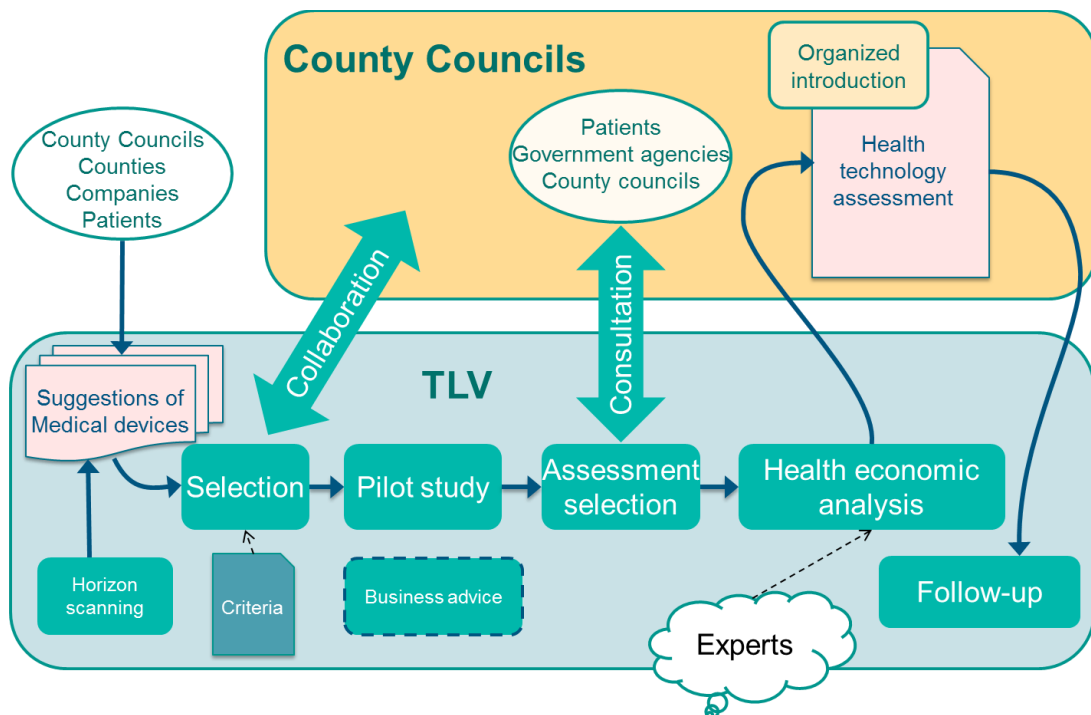 County Councils
Organized
introduction
County Councils
Counties
Companies
Patients
Patients
Government agencies
County councils
Health
technology
assessment
Collaboration
Consultation
TLV
Suggestions of
Medical devices
Selection
Pilot study
Assessment
selection
Health economic
analysis
Horizon
scanning
Criteria
Business advice
Experts
Follow-up